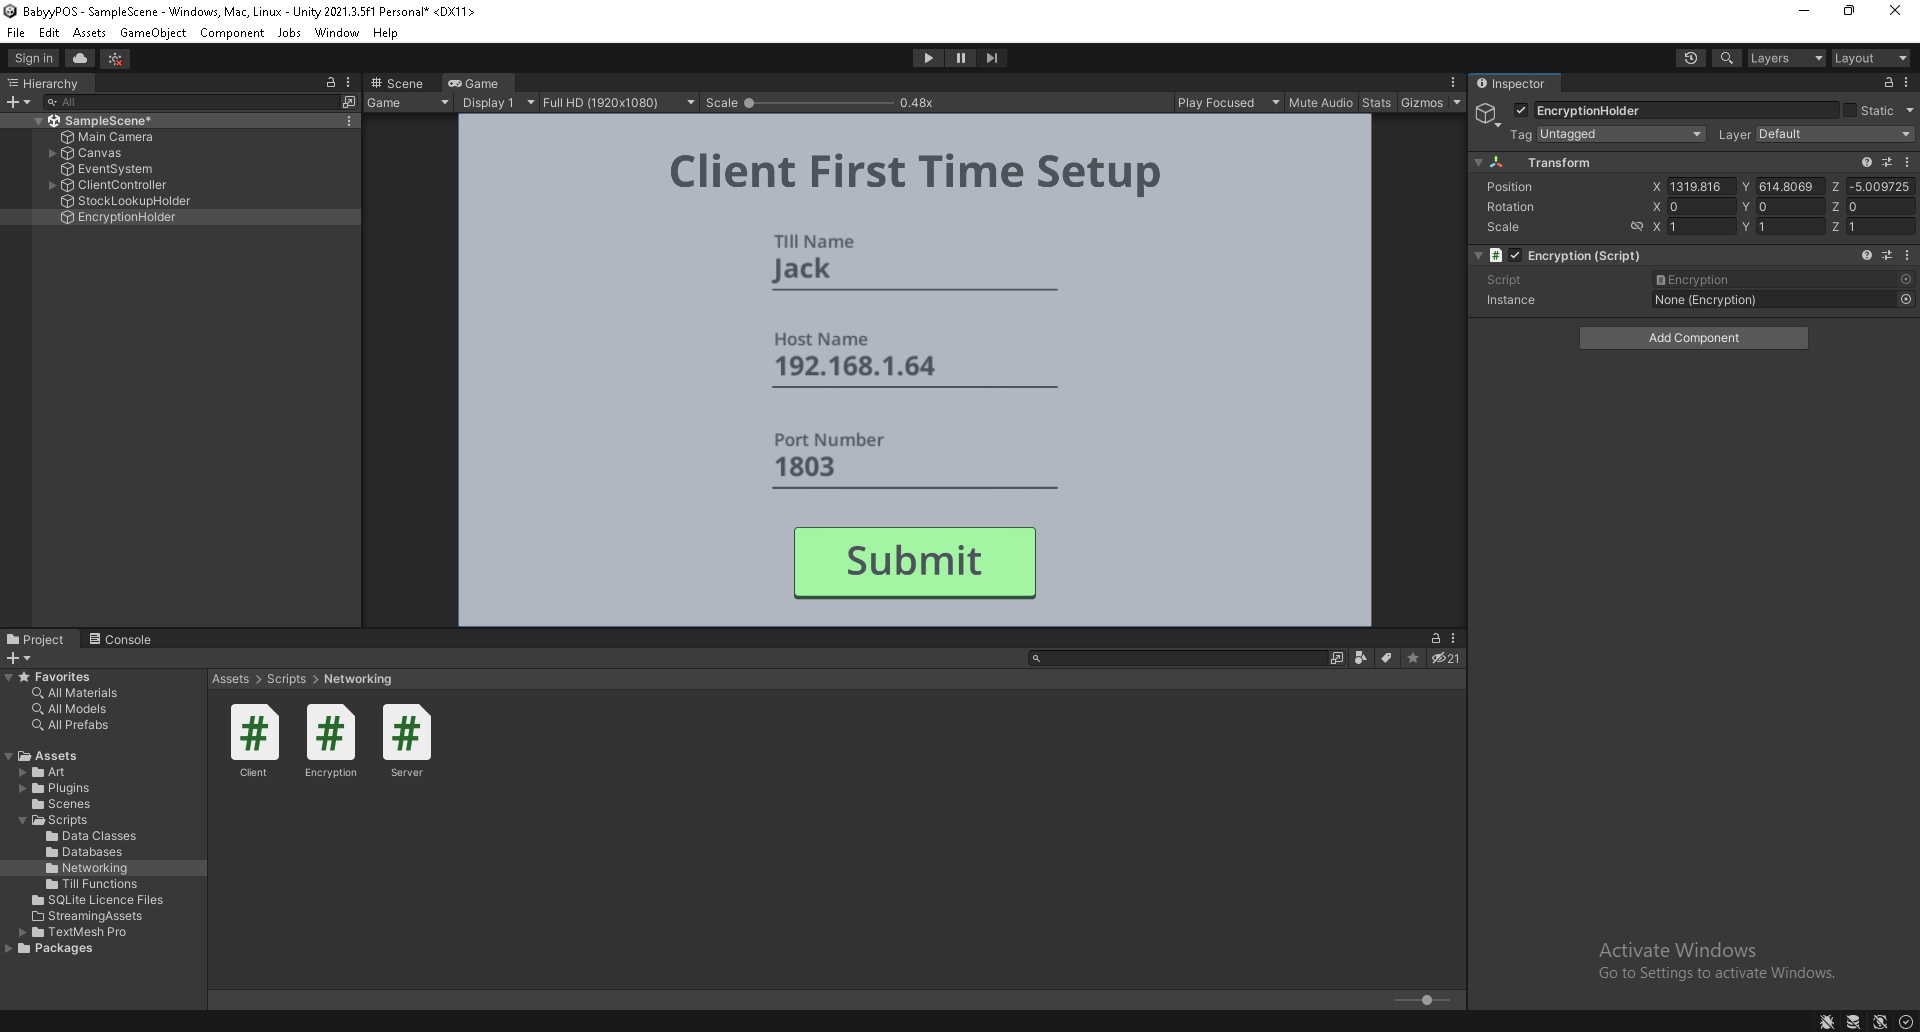 BabyyPOS - SampleScene - Windows, Mac, Linux - Unity 2021.3.5f1 Personal* <DX11>
File Edit Assets GameObject Component Jobs Window Help
Sign in
Layers
Layout
Hierarchy
All
SampleScene*
Main Camera
Canvas
EventSystem
ClientController
StockLookupHolder
EncryptionHolder
Scene
Game
Game
Display 1
Full HD (1920x1080)
Scale
0.48x
Play Focused
Mute Audio
Stats
Gizmos
Client First Time Setup
TIll Name
Jack
Host Name
192.168.1.64
Port Number
1803
Submit
Inspector
EncryptionHolder
Static
Tag Untagged
Layer Default
Transform
Position X 1319.816 Y 614.8069 Z -5.009725
Rotation X 0 Y 0 Z 0
Scale X 1 Y 1 Z 1
Encryption (Script)
Script Encryption
Instance None (Encryption)
Add Component
Project
Console
21
Favorites
All Materials
All Models
All Prefabs
Assets
Art
Plugins
Scenes
Scripts
Data Classes
Databases
Networking
Till Functions
SQLite Licence Files
StreamingAssets
TextMesh Pro
Packages
Assets > Scripts > Networking
Client
Encryption
Server
Activate Windows
Go to Settings to activate Windows.